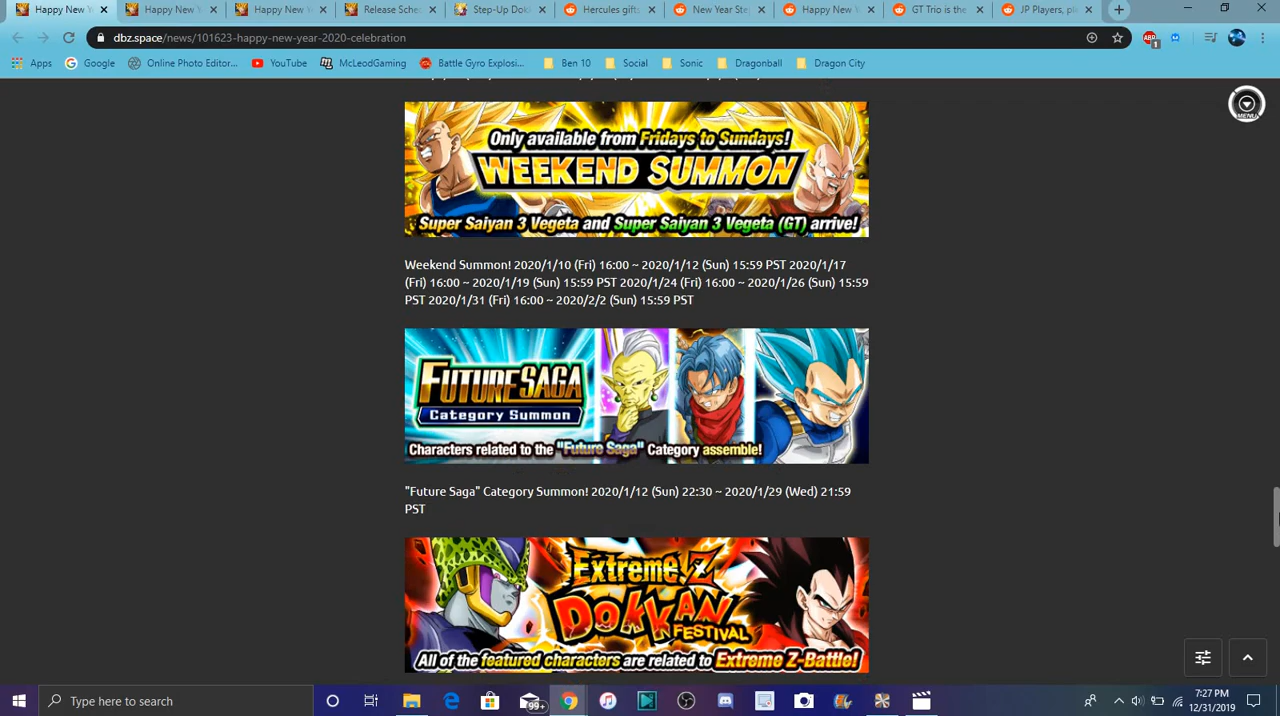 Happy New Y
Happy New Y
Happy New Y
Release Sche
Step-Up Dok
Hercules gift
New Year Ste
Happy New Y
GT Trio is the
JP Players, pl
dbz.space/news/101623-happy-new-year-2020-celebration
ABP
1
Apps
Google
Online Photo Editor...
YouTube
McLeodGaming
Battle Gyro Explosi...
Ben 10
Social
Sonic
Dragonball
Dragon City
MENU
Only available from Fridays to Sundays!
WEEKEND SUMMON
Super Saiyan 3 Vegeta and Super Saiyan 3 Vegeta (GT) arrive!
Weekend Summon! 2020/1/10 (Fri) 16:00 ~ 2020/1/12 (Sun) 15:59 PST 2020/1/17
(Fri) 16:00 ~ 2020/1/19 (Sun) 15:59 PST 2020/1/24 (Fri) 16:00 ~ 2020/1/26 (Sun) 15:59
PST 2020/1/31 (Fri) 16:00 ~ 2020/2/2 (Sun) 15:59 PST
FUTURE SAGA
Category Summon
Characters related to the "Future Saga" Category assemble!
"Future Saga" Category Summon! 2020/1/12 (Sun) 22:30 ~ 2020/1/29 (Wed) 21:59
PST
EXTREME Z
DOKKAN
FESTIVAL
All of the featured characters are related to Extreme Z-Battle!
Type here to search
99+
7:27 PM
12/31/2019